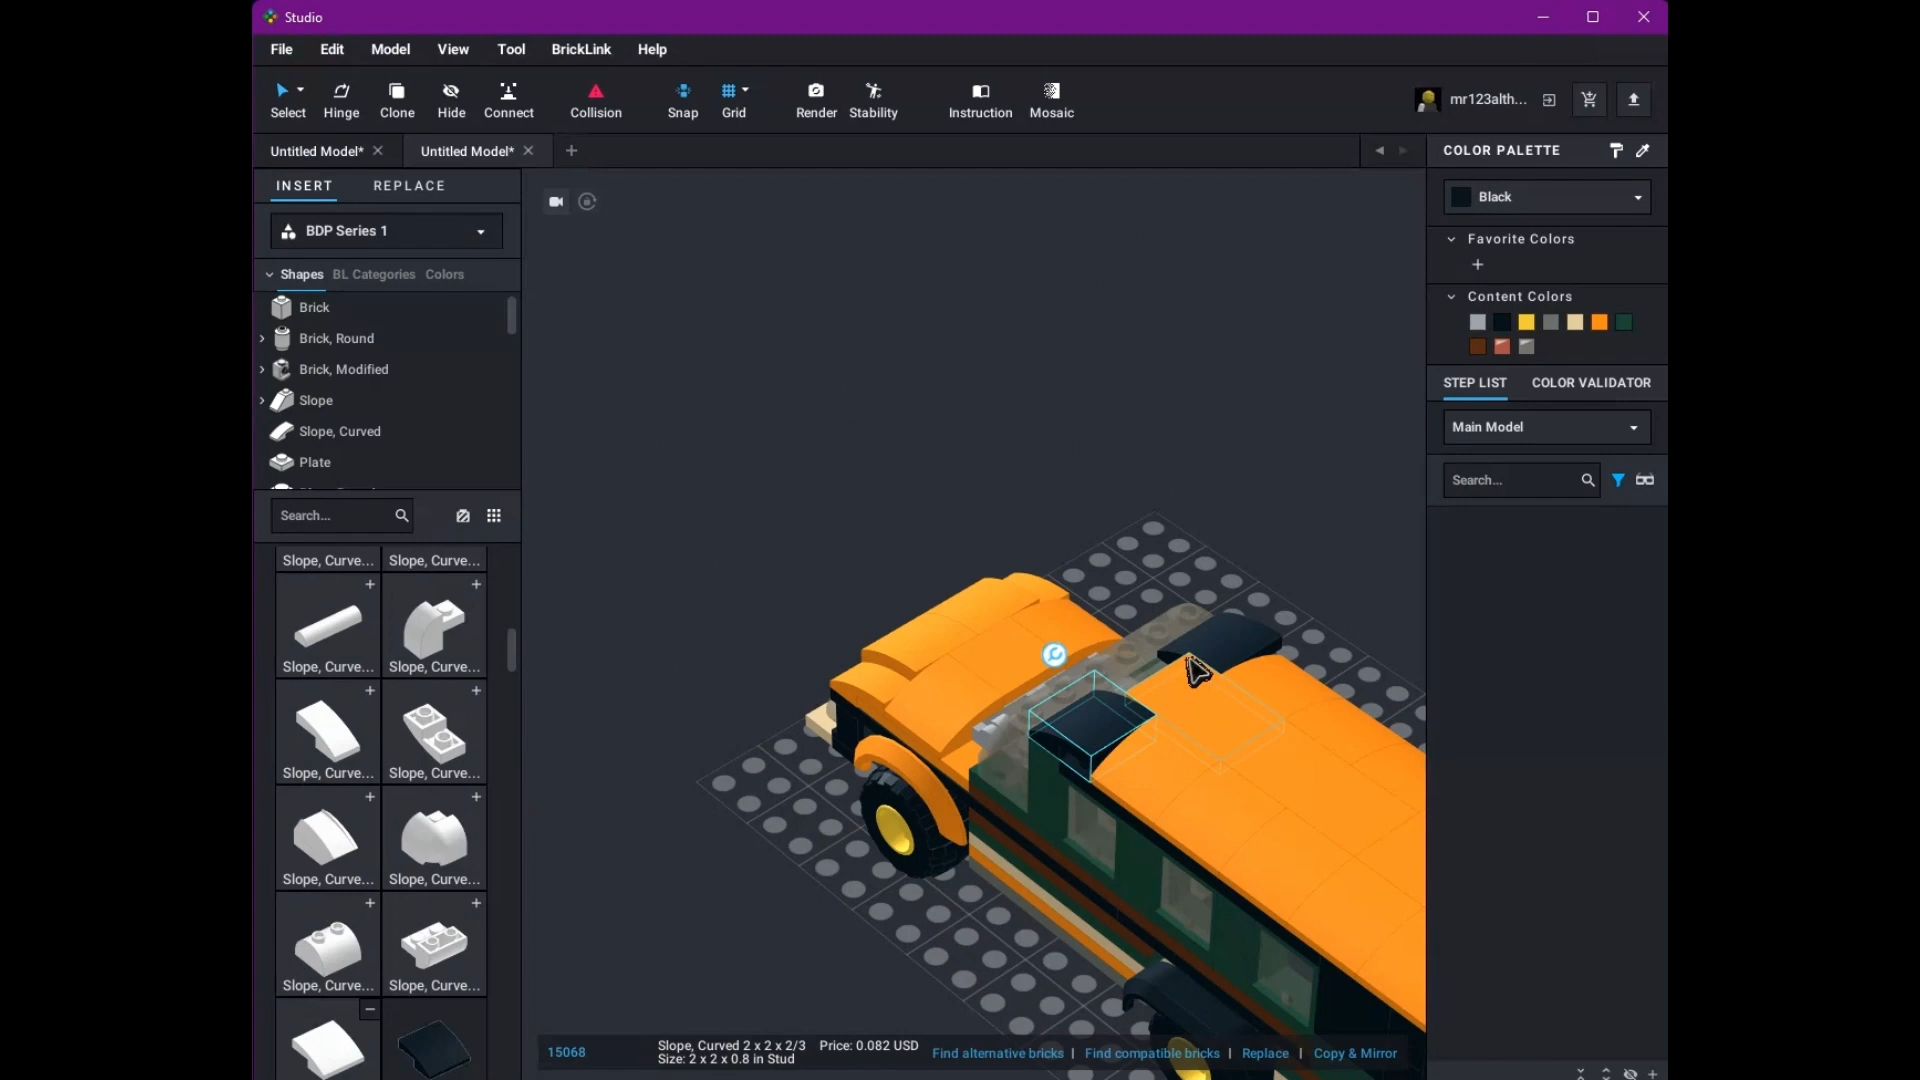 Studio
File Edit Model View Tool BrickLink Help
Select Hinge Clone Hide Connect Collision Snap Grid Render Stability Instruction Mosaic
mr123alth...
Untitled Model* Untitled Model*
COLOR PALETTE
INSERT REPLACE
Black
BDP Series 1
Favorite Colors
Shapes BL Categories Colors
Content Colors
Brick
Brick, Round
Brick, Modified
STEP LIST COLOR VALIDATOR
Slope
Main Model
Slope, Curved
Plate
Search...
Search...
Slope, Curve... Slope, Curve...
Slope, Curve... Slope, Curve...
Slope, Curve... Slope, Curve...
Slope, Curve... Slope, Curve...
Slope, Curve... Slope, Curve...
15068
Slope, Curved 2 x 2 x 2/3 Price: 0.082 USD
Size: 2 x 2 x 0.8 in Stud
Find alternative bricks | Find compatible bricks | Replace | Copy & Mirror